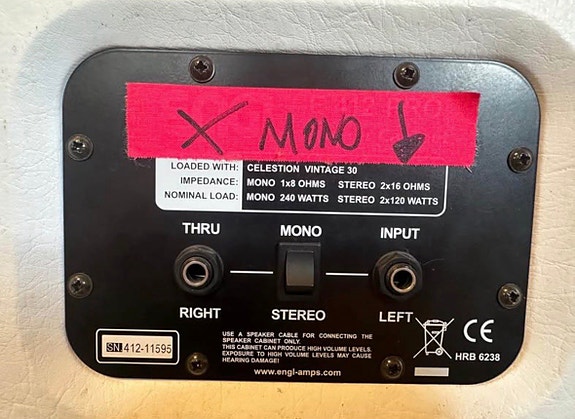 X MONO ↓
LOADED WITH: CELESTION VINTAGE 30
IMPEDANCE: MONO 1x8 OHMS STEREO 2x16 OHMS
NOMINAL LOAD: MONO 240 WATTS STEREO 2x120 WATTS
THRU MONO INPUT
RIGHT STEREO LEFT
SN 412-11595
USE A SPEAKER CABLE FOR CONNECTING THE
SPEAKER CABINET ONLY.
THIS CABINET CAN PRODUCE HIGH VOLUME LEVELS.
EXPOSURE TO HIGH VOLUME LEVELS MAY CAUSE
HEARING DAMAGE!
www.engl-amps.com
CE
HRB 6238